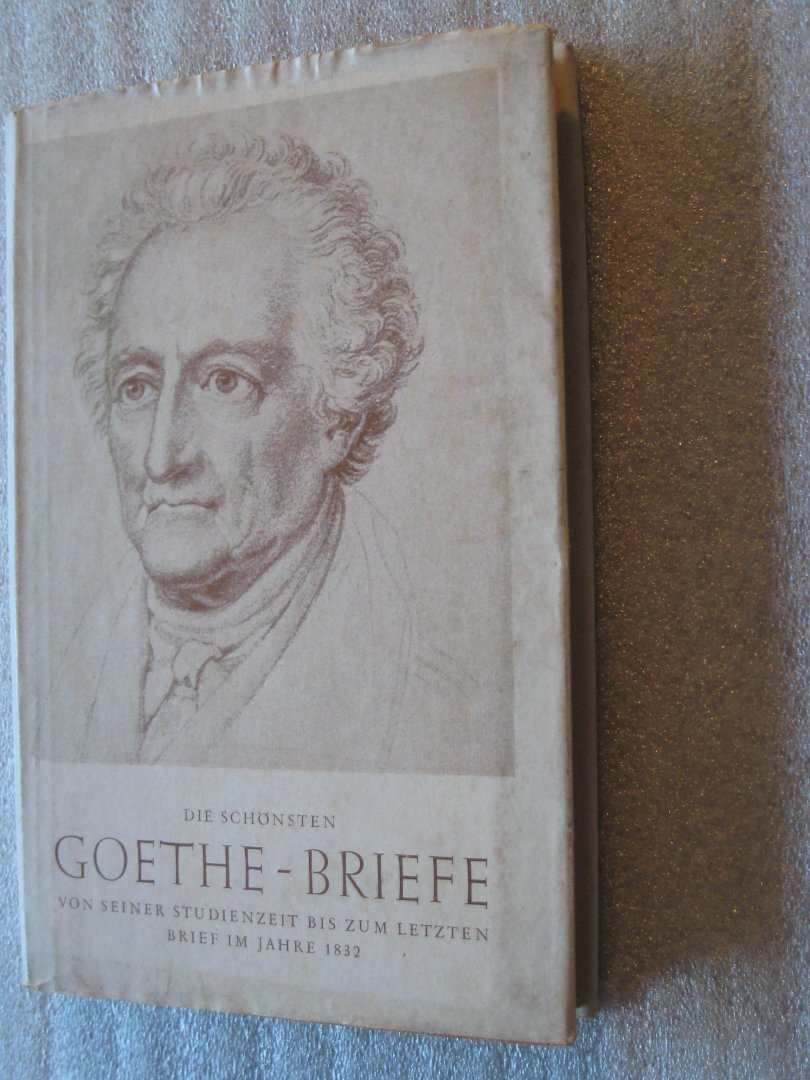 DIE SCHÖNSTEN
GOETHE-BRIEFE
VON SEINER STUDIENZEIT BIS ZUM LETZTEN
BRIEF IM JAHRE 1832